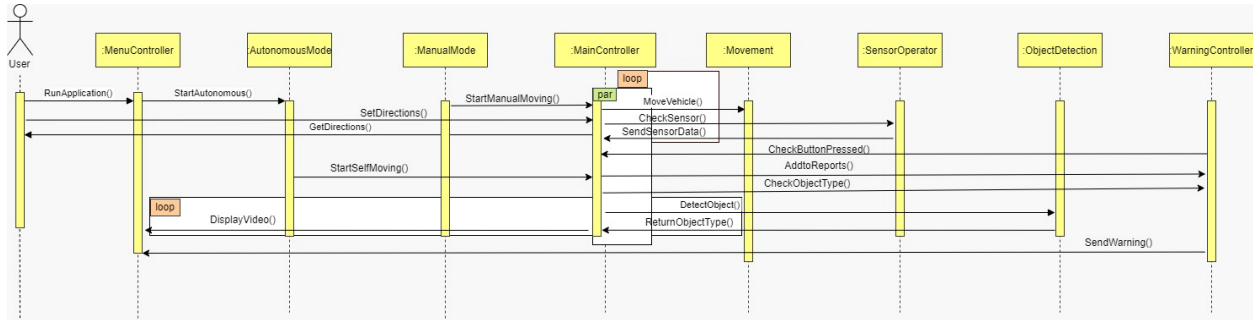 :MenuController
:AutonomousMode
:ManualMode
:MainController
:Movement
:SensorOperator
:ObjectDetection
:WarningController
User
loop
par
RunApplication()
StartAutonomous()
StartManualMoving()
MoveVehicle()
SetDirections()
CheckSensor()
GetDirections()
SendSensorData()
CheckButtonPressed()
StartSelfMoving()
AddtoReports()
CheckObjectType()
loop
DetectObject()
DisplayVideo()
ReturnObjectType()
SendWarning()